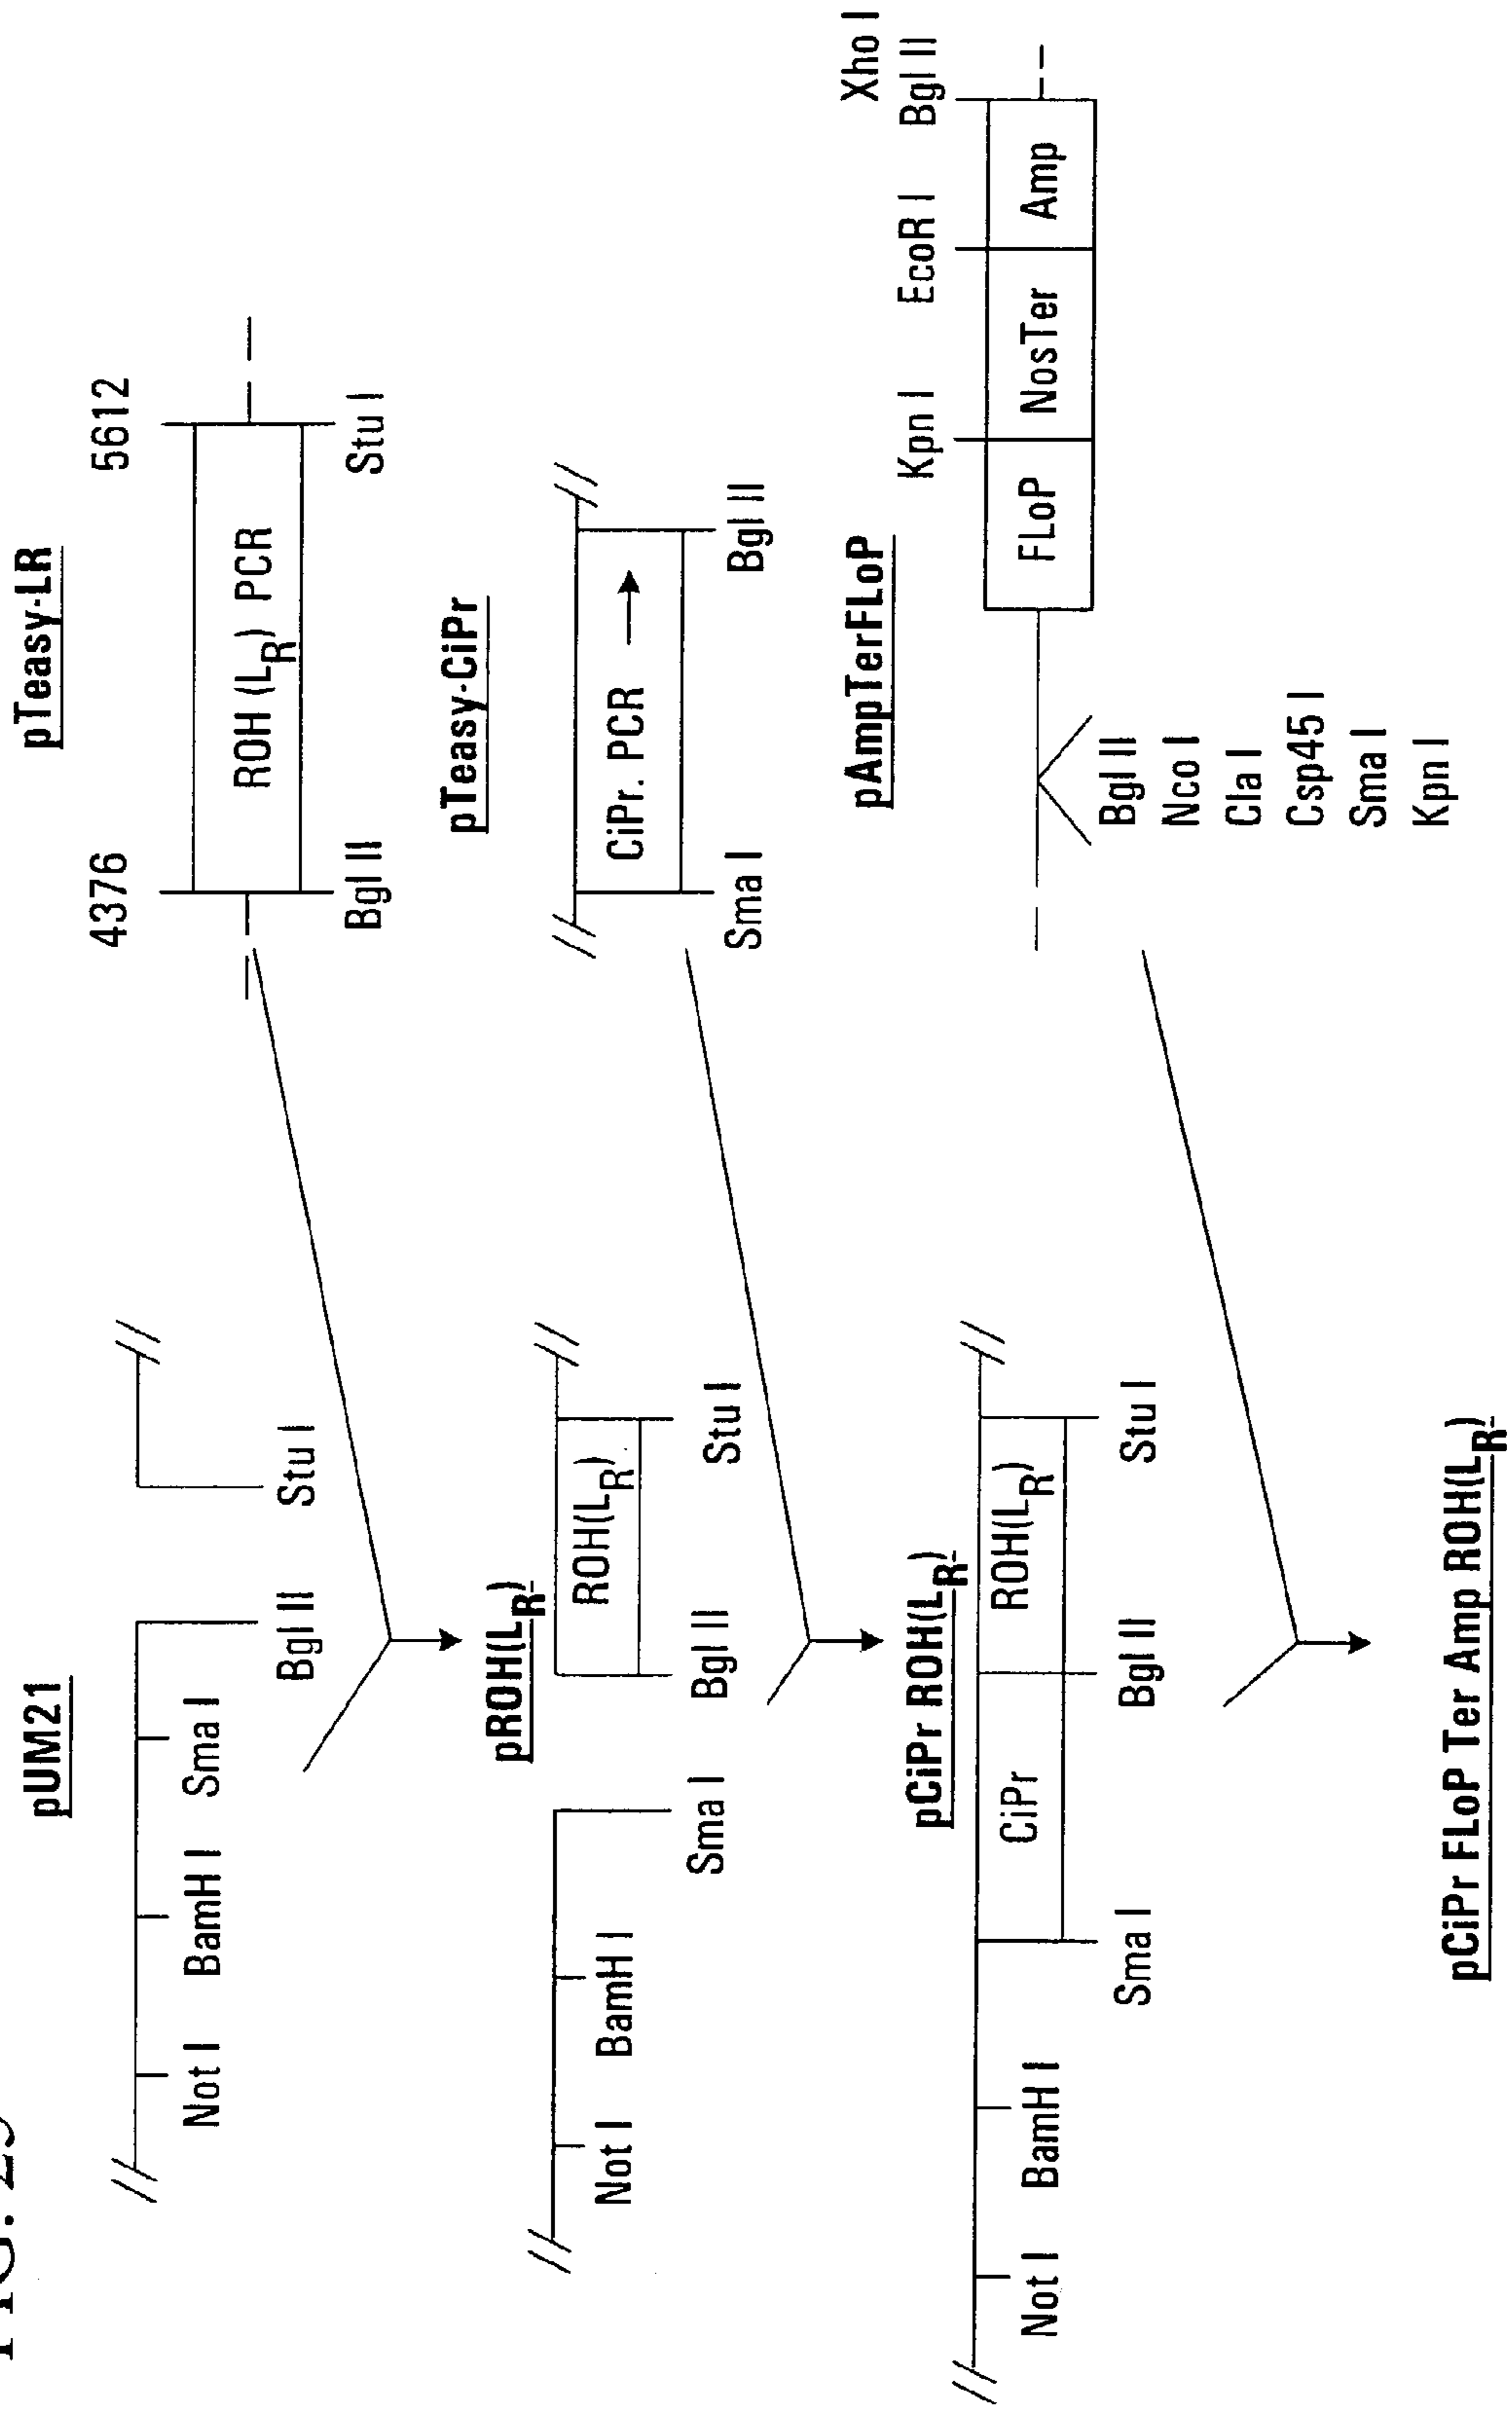 FIG. 29
pUM21
Not I BamH I Sma I Bgl II Stu I
pTeasy-LR
4376 5612
ROH (LR) PCR
Bgl II Stu I
pROH(LR)
ROH(LR)
Not I BamH I Sma I Bgl II Stu I
pTeasy-CiPr
CiPr. PCR
Sma I Bgl II
pCiPr ROH(LR)
CiPr ROH(LR)
Not I BamH I Sma I Bgl II Stu I
pAmpTerFLoP
Xho I
Kpn I EcoR I Bgl II
FLoP NosTer Amp
Bgl II
Nco I
Cla I
Csp45 I
Sma I
Kpn I
pCiPr FLoP Ter Amp ROH(LR)